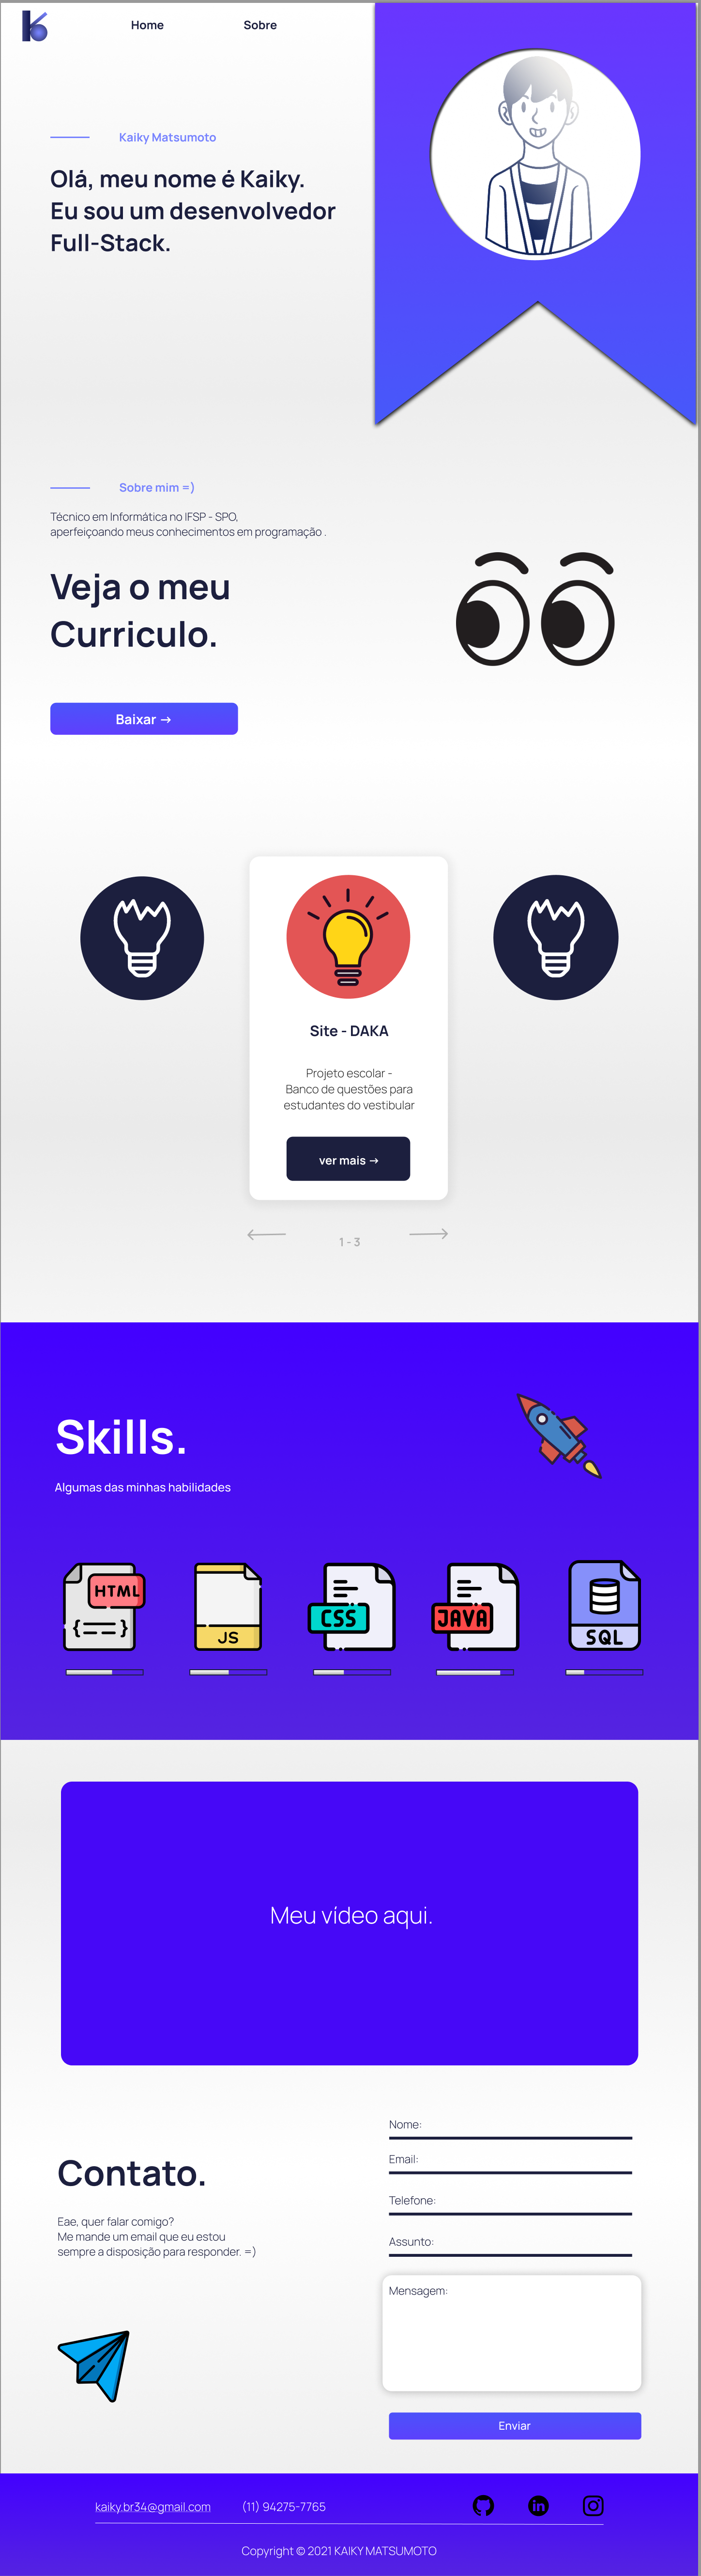 Home
Sobre
Kaiky Matsumoto
Olá, meu nome é Kaiky.
Eu sou um desenvolvedor
Full-Stack.
Sobre mim =)
Técnico em Informática no IFSP - SPO,
aperfeiçoando meus conhecimentos em programação .
Veja o meu
Curriculo.
Baixar →
Site - DAKA
Projeto escolar -
Banco de questões para
estudantes do vestibular
ver mais →
1 - 3
Skills.
Algumas das minhas habilidades
HTML
{--}
JS
CSS
JAVA
SQL
Meu vídeo aqui.
Contato.
Eae, quer falar comigo?
Me mande um email que eu estou
sempre a disposição para responder. =)
Nome:
Email:
Telefone:
Assunto:
Mensagem:
Enviar
kaiky.br34@gmail.com
(11) 94275-7765
in
Copyright © 2021 KAIKY MATSUMOTO